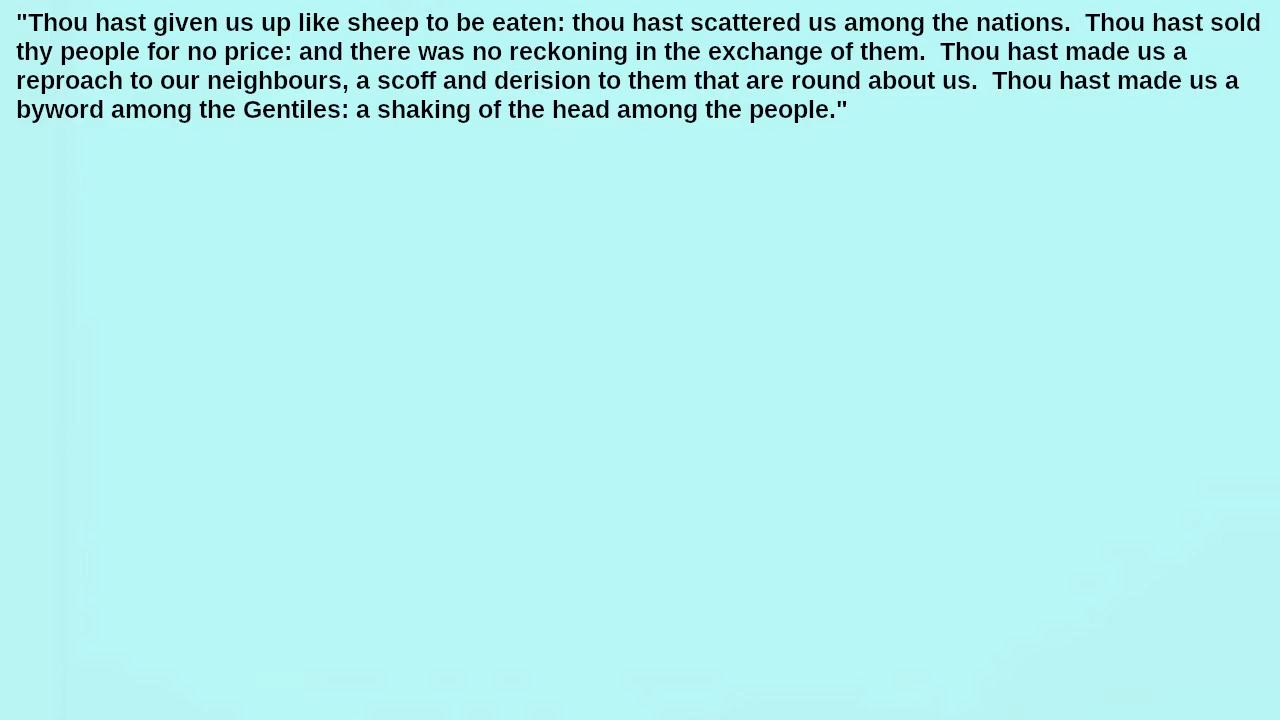 "Thou hast given us up like sheep to be eaten: thou hast scattered us among the nations.  Thou hast sold
thy people for no price: and there was no reckoning in the exchange of them.  Thou hast made us a
reproach to our neighbours, a scoff and derision to them that are round about us.  Thou hast made us a
byword among the Gentiles: a shaking of the head among the people."